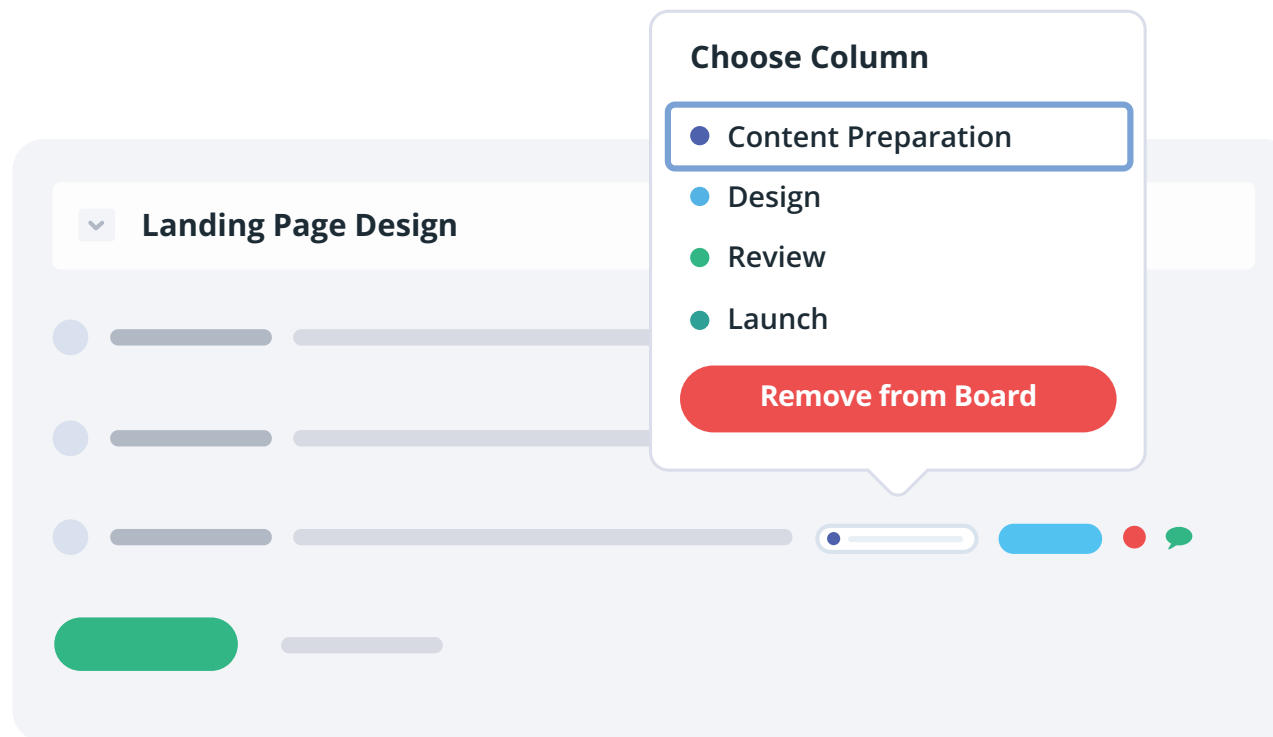 Choose Column
Content Preparation
Design
Review
Launch
Remove from Board
Landing Page Design